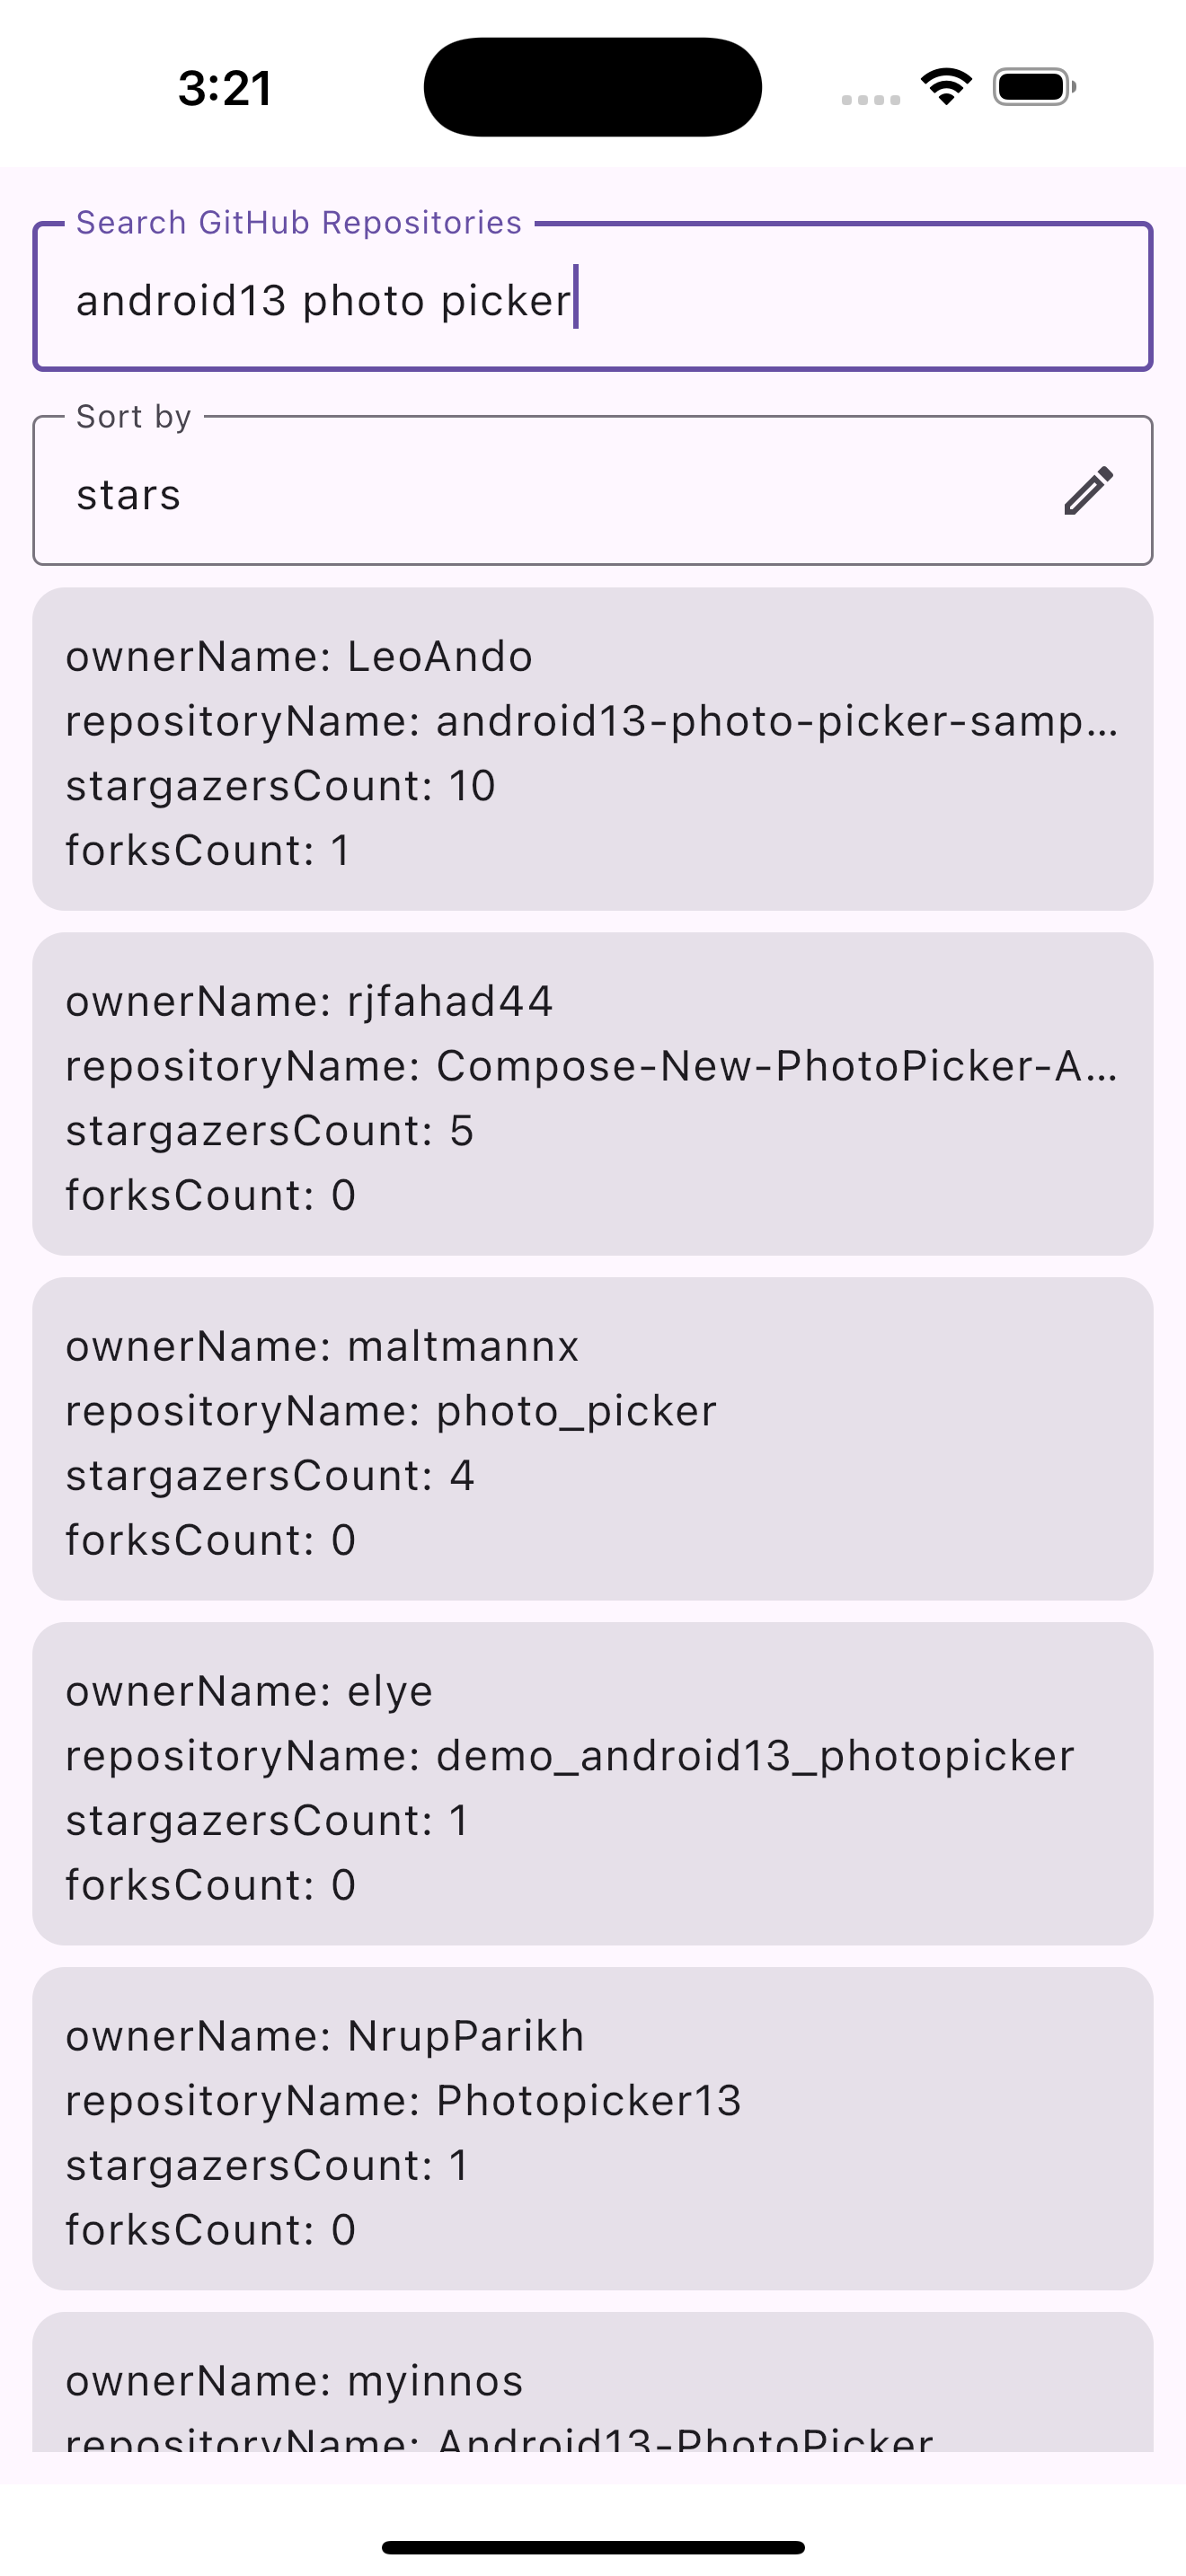 3:21
Search GitHub Repositories
android13 photo picker
Sort by
stars
ownerName: LeoAndo
repositoryName: android13-photo-picker-samp...
stargazersCount: 10
forksCount: 1
ownerName: rjfahad44
repositoryName: Compose-New-PhotoPicker-A...
stargazersCount: 5
forksCount: 0
ownerName: maltmannx
repositoryName: photo_picker
stargazersCount: 4
forksCount: 0
ownerName: elye
repositoryName: demo_android13_photopicker
stargazersCount: 1
forksCount: 0
ownerName: NrupParikh
repositoryName: Photopicker13
stargazersCount: 1
forksCount: 0
ownerName: myinnos
repositoryName: Android13-PhotoPicker